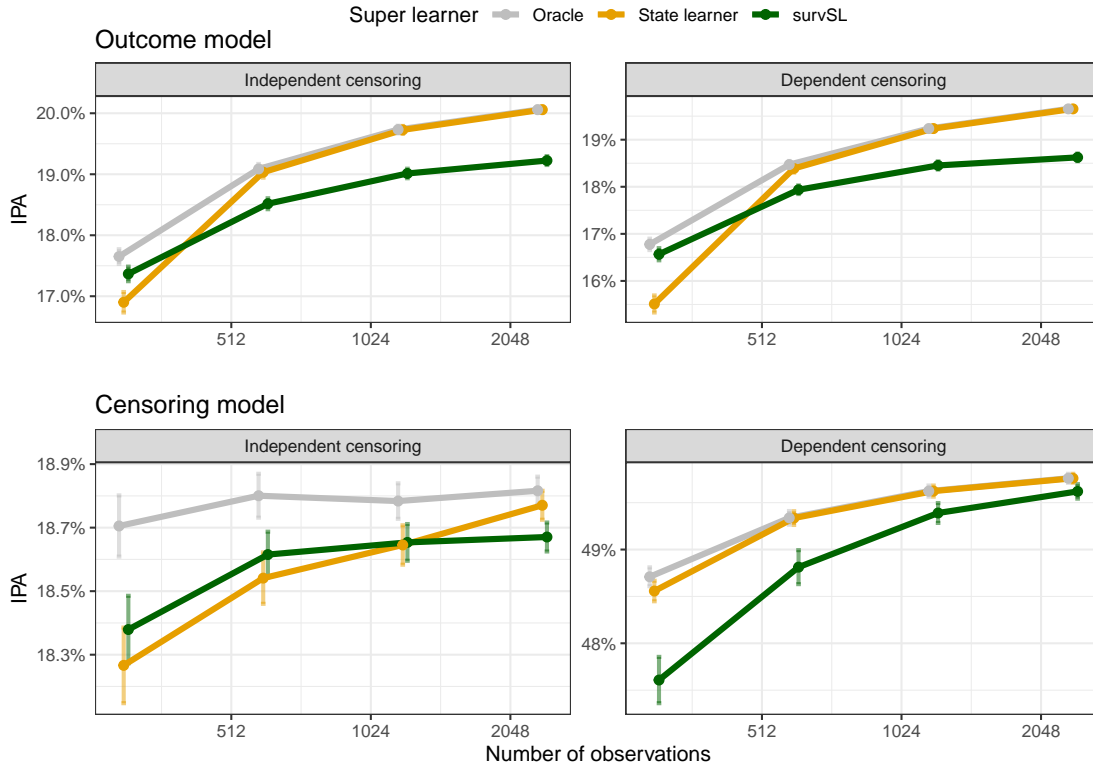 Super learner Oracle State learner survSL
Outcome model
Independent censoring Dependent censoring
IPA
20.0%
19.0%
18.0%
17.0%
19%
18%
17%
16%
512 1024 2048 512 1024 2048
Censoring model
Independent censoring Dependent censoring
IPA
18.9%
18.7%
18.5%
18.3%
49%
48%
512 1024 2048 512 1024 2048
Number of observations